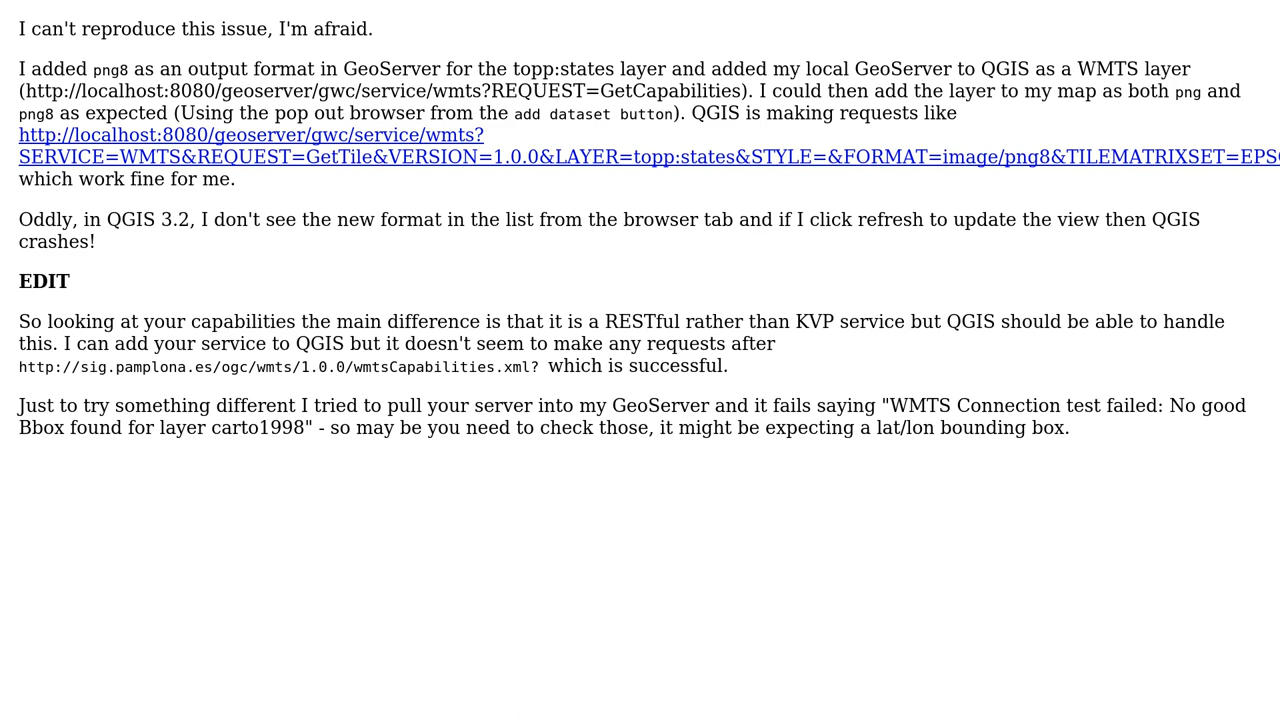 I can't reproduce this issue, I'm afraid.
I added png8 as an output format in GeoServer for the topp:states layer and added my local GeoServer to QGIS as a WMTS layer
(http://localhost:8080/geoserver/gwc/service/wmts?REQUEST=GetCapabilities). I could then add the layer to my map as both png and
png8 as expected (Using the pop out browser from the add dataset button). QGIS is making requests like
http://localhost:8080/geoserver/gwc/service/wmts?
SERVICE=WMTS&REQUEST=GetTile&VERSION=1.0.0&LAYER=topp:states&STYLE=&FORMAT=image/png8&TILEMATRIXSET=EPS
which work fine for me.
Oddly, in QGIS 3.2, I don't see the new format in the list from the browser tab and if I click refresh to update the view then QGIS
crashes!
EDIT
So looking at your capabilities the main difference is that it is a RESTful rather than KVP service but QGIS should be able to handle
this. I can add your service to QGIS but it doesn't seem to make any requests after
http://sig.pamplona.es/ogc/wmts/1.0.0/wmtsCapabilities.xml? which is successful.
Just to try something different I tried to pull your server into my GeoServer and it fails saying "WMTS Connection test failed: No good
Bbox found for layer carto1998" - so may be you need to check those, it might be expecting a lat/lon bounding box.